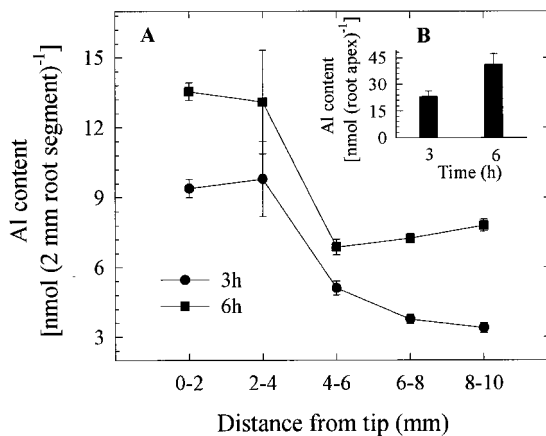 A
B
15
12
9
6
3
Al content
[nmol (2 mm root segment)⁻¹]
0-2
2-4
4-6
6-8
8-10
Distance from tip (mm)
3h
6h
45
30
15
0
Al content
[nmol (root apex)⁻¹]
3
6
Time (h)